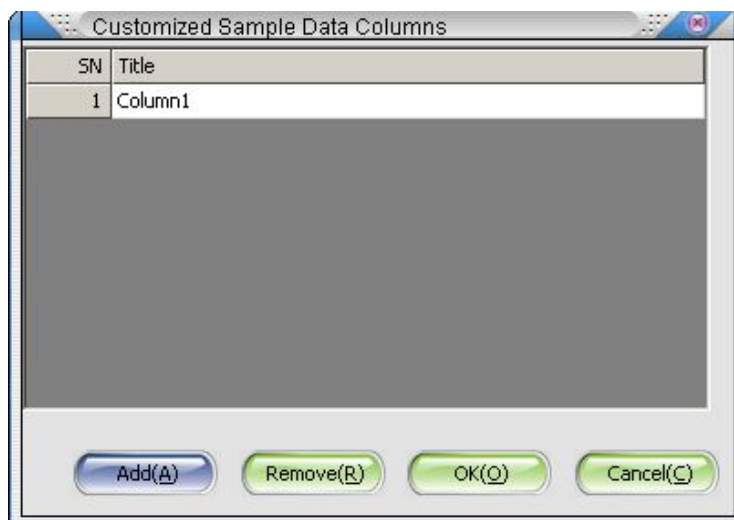 Customized Sample Data Columns
SN Title
1 Column1
Add(A) Remove(R) OK(O) Cancel(C)